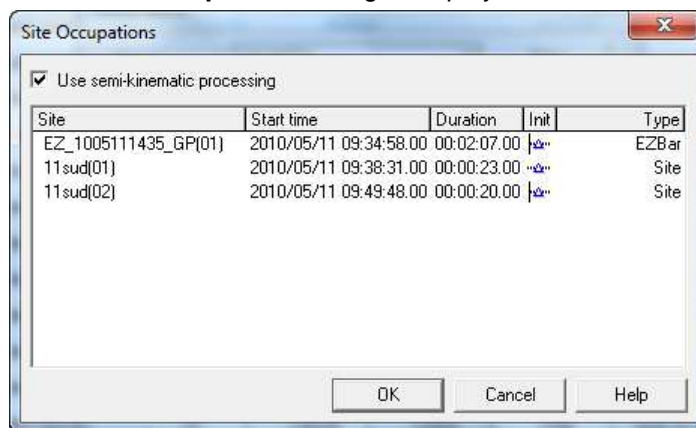 Site Occupations
Use semi-kinematic processing
Site Start time Duration Init Type
EZ_1005111435_GP(01) 2010/05/11 09:34:58.00 00:02:07.00 EZBar
11sud(01) 2010/05/11 09:38:31.00 00:00:23.00 Site
11sud(02) 2010/05/11 09:49:48.00 00:00:20.00 Site
OK Cancel Help